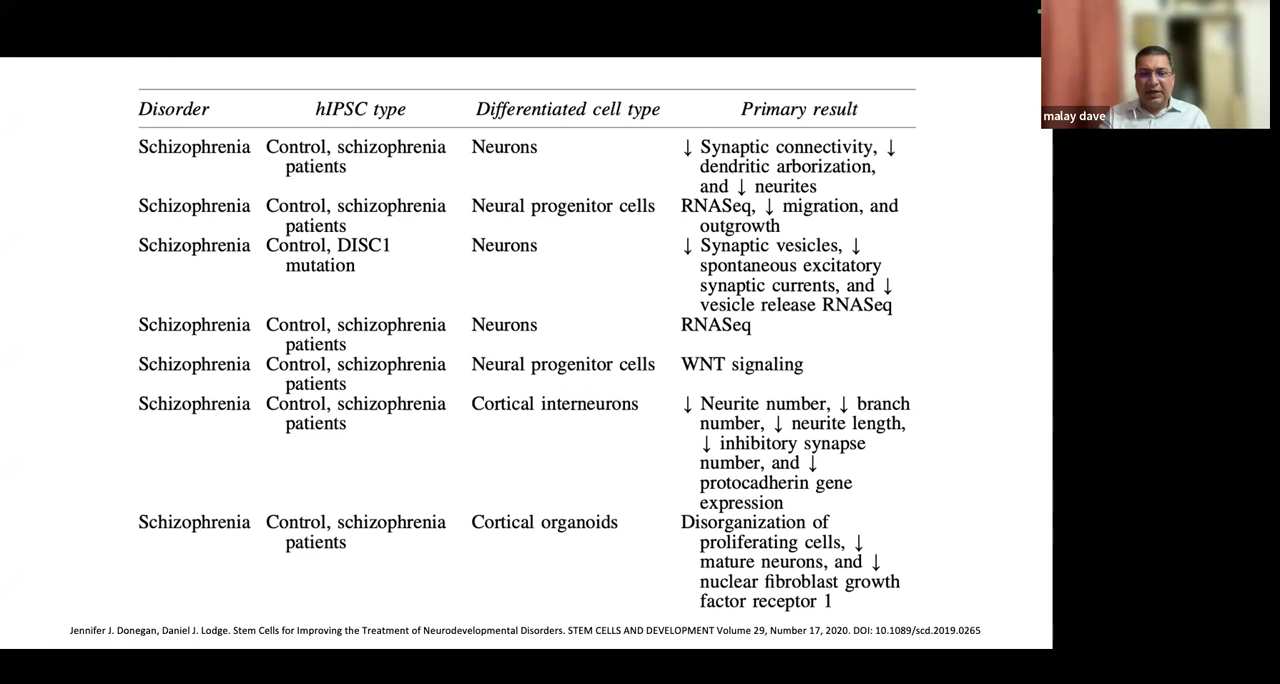 malay dave
Disorder hIPSC type Differentiated cell type Primary result
Schizophrenia Control, schizophrenia Neurons ↓ Synaptic connectivity, ↓
patients dendritic arborization,
and ↓ neurites
Schizophrenia Control, schizophrenia Neural progenitor cells RNASeq, ↓ migration, and
patients outgrowth
Schizophrenia Control, DISC1 Neurons ↓ Synaptic vesicles, ↓
mutation spontaneous excitatory
synaptic currents, and ↓
vesicle release RNASeq
Schizophrenia Control, schizophrenia Neurons RNASeq
patients
Schizophrenia Control, schizophrenia Neural progenitor cells WNT signaling
patients
Schizophrenia Control, schizophrenia Cortical interneurons ↓ Neurite number, ↓ branch
patients number, ↓ neurite length,
↓ inhibitory synapse
number, and ↓
protocadherin gene
expression
Schizophrenia Control, schizophrenia Cortical organoids Disorganization of
patients proliferating cells, ↓
mature neurons, and ↓
nuclear fibroblast growth
factor receptor 1
Jennifer J. Donegan, Daniel J. Lodge. Stem Cells for Improving the Treatment of Neurodevelopmental Disorders. STEM CELLS AND DEVELOPMENT Volume 29, Number 17, 2020. DOI: 10.1089/scd.2019.0265